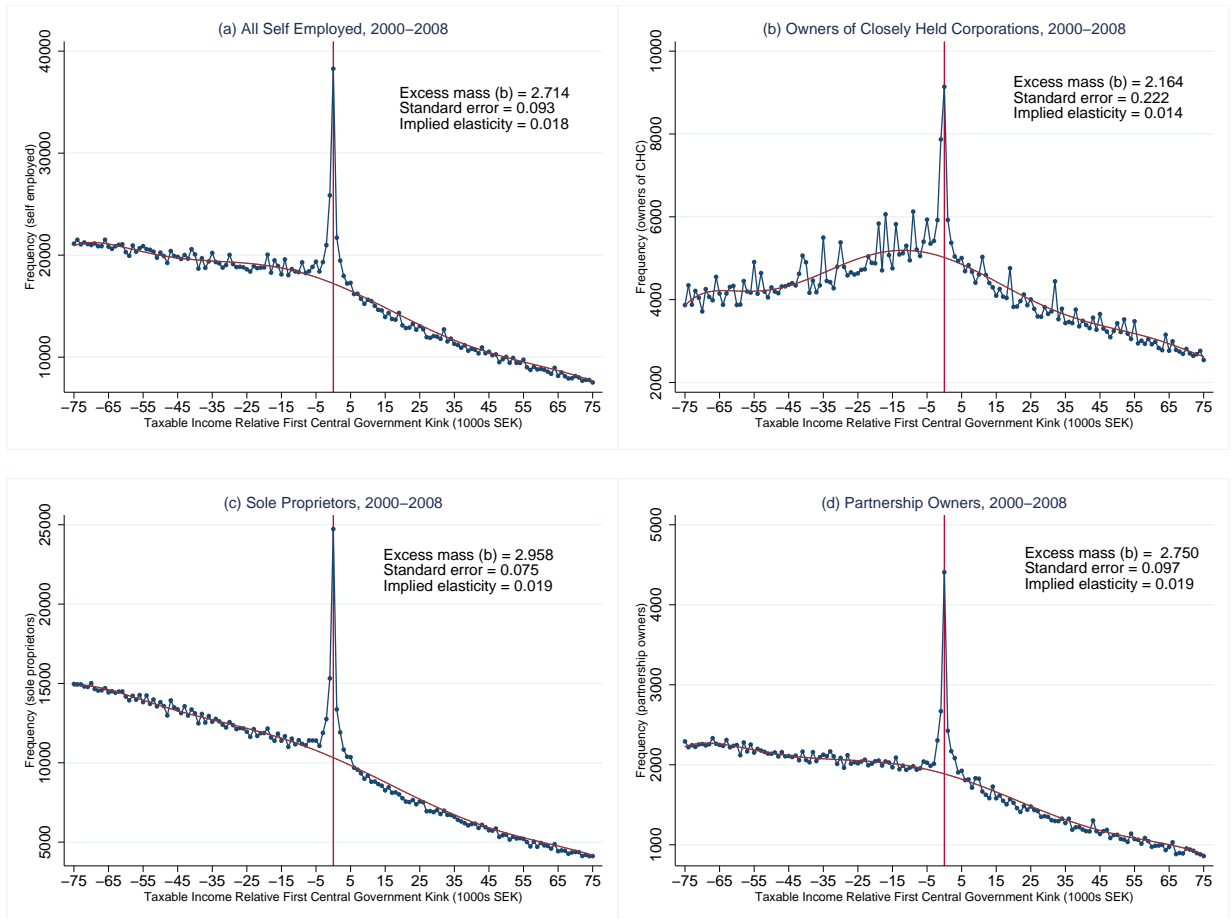 (a) All Self Employed, 2000–2008
Excess mass (b) = 2.714
Standard error = 0.093
Implied elasticity = 0.018
Frequency (self employed)
40000
30000
20000
10000
−75 −65 −55 −45 −35 −25 −15 −5 5 15 25 35 45 55 65 75
Taxable Income Relative First Central Government Kink (1000s SEK)
(b) Owners of Closely Held Corporations, 2000–2008
Excess mass (b) = 2.164
Standard error = 0.222
Implied elasticity = 0.014
Frequency (owners of CHC)
10000
8000
6000
4000
2000
−75 −65 −55 −45 −35 −25 −15 −5 5 15 25 35 45 55 65 75
Taxable Income Relative First Central Government Kink (1000s SEK)
(c) Sole Proprietors, 2000–2008
Excess mass (b) = 2.958
Standard error = 0.075
Implied elasticity = 0.019
Frequency (sole proprietors)
25000
20000
15000
10000
5000
−75 −65 −55 −45 −35 −25 −15 −5 5 15 25 35 45 55 65 75
Taxable Income Relative First Central Government Kink (1000s SEK)
(d) Partnership Owners, 2000–2008
Excess mass (b) = 2.750
Standard error = 0.097
Implied elasticity = 0.019
Frequency (partnership owners)
5000
4000
3000
2000
1000
−75 −65 −55 −45 −35 −25 −15 −5 5 15 25 35 45 55 65 75
Taxable Income Relative First Central Government Kink (1000s SEK)